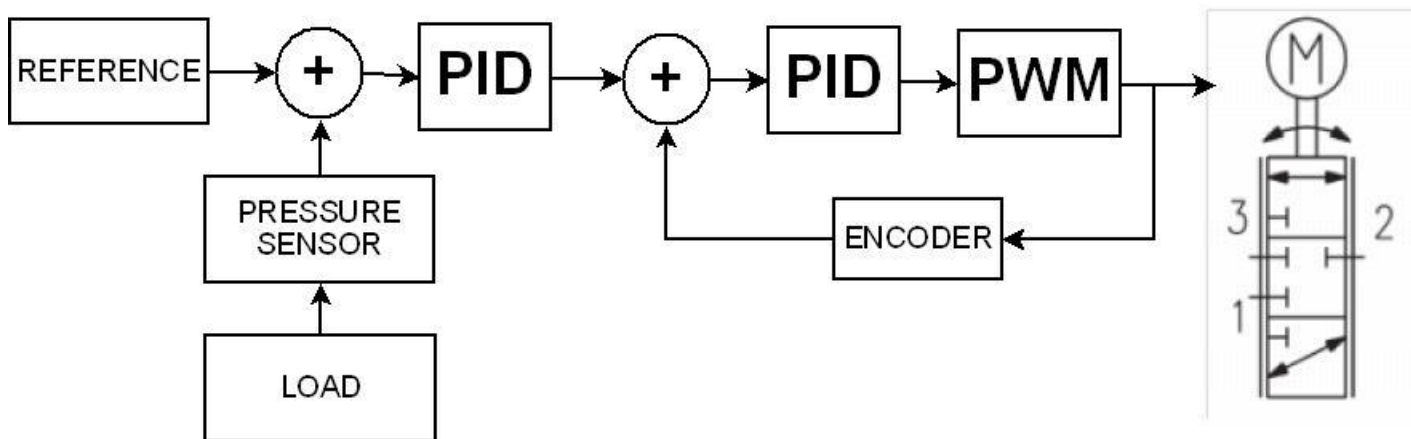 REFERENCE
+
PID
+
PID
PWM
M
PRESSURE
SENSOR
3
2
ENCODER
1
LOAD